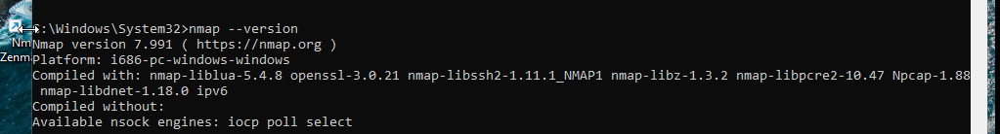 C:\Windows\System32>nmap --version
Nmap version 7.991 ( https://nmap.org )
Platform: i686-pc-windows-windows
Compiled with: nmap-liblua-5.4.8 openssl-3.0.21 nmap-libssh2-1.11.1_NMAP1 nmap-libz-1.3.2 nmap-libpcre2-10.47 Npcap-1.88
nmap-libdnet-1.18.0 ipv6
Compiled without:
Available nsock engines: iocp poll select
Nm
Zenm